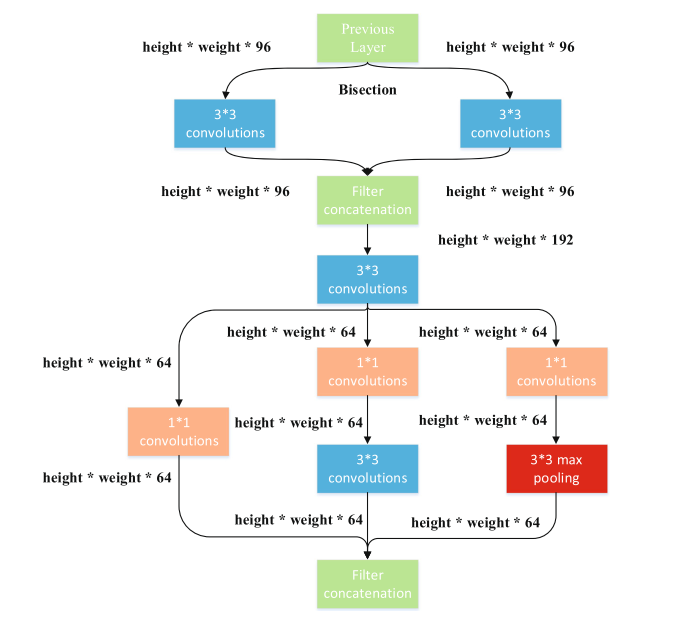 Previous
Layer
height * weight * 96
height * weight * 96
Bisection
3*3
convolutions
3*3
convolutions
height * weight * 96
Filter
concatenation
height * weight * 96
height * weight * 192
3*3
convolutions
height * weight * 64
height * weight * 64
height * weight * 64
1*1
convolutions
1*1
convolutions
1*1
convolutions
height * weight * 64
height * weight * 64
height * weight * 64
3*3
convolutions
3*3 max
pooling
height * weight * 64
height * weight * 64
Filter
concatenation